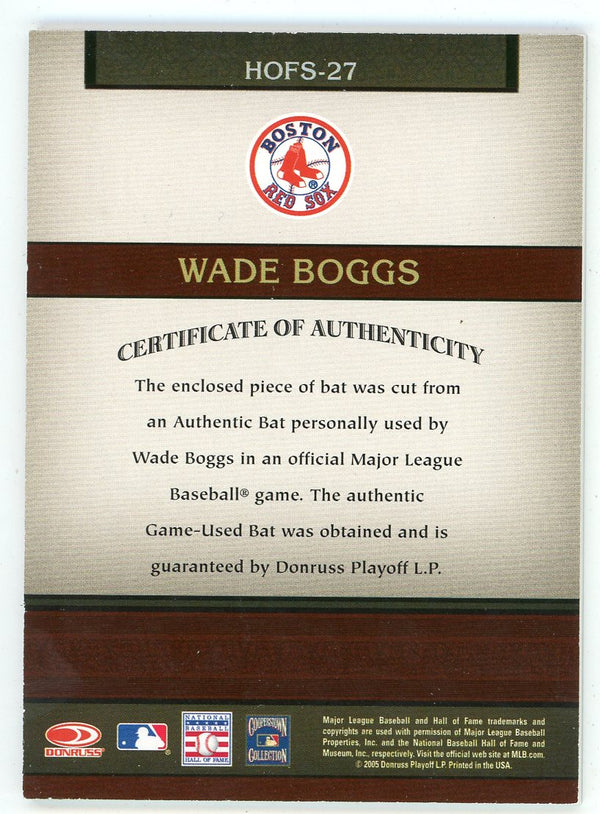 HOFS-27
BOSTON
RED SOX
®
WADE BOGGS
CERTIFICATE OF AUTHENTICITY
The enclosed piece of bat was cut from
an Authentic Bat personally used by
Wade Boggs in an official Major League
Baseball® game. The authentic
Game-Used Bat was obtained and is
guaranteed by Donruss Playoff L.P.
DONRUSS
®
NATIONAL
BASEBALL
HALL OF FAME
COOPERSTOWN
COLLECTION
Major League Baseball and Hall of Fame trademarks and
copyrights are used with permission of Major League Baseball
Properties, Inc. and the National Baseball Hall of Fame and
Museum, Inc., respectively. Visit the official web site at MLB.com.
© 2005 Donruss Playoff L.P. Printed in the USA.